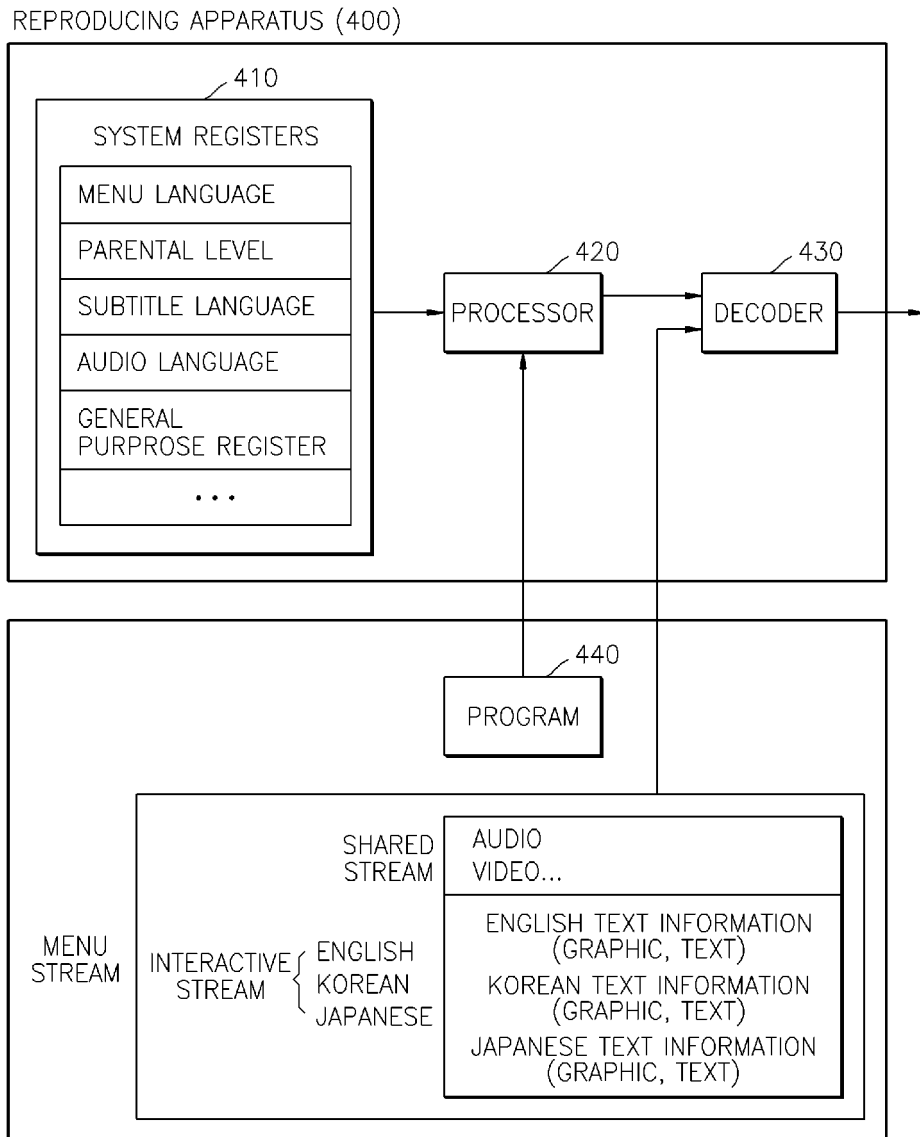 REPRODUCING APPARATUS (400)
410
SYSTEM REGISTERS
MENU LANGUAGE
PARENTAL LEVEL
SUBTITLE LANGUAGE
AUDIO LANGUAGE
GENERAL
PURPROSE REGISTER
...
420
PROCESSOR
430
DECODER
440
PROGRAM
MENU
STREAM
SHARED
STREAM
AUDIO
VIDEO...
INTERACTIVE
STREAM
ENGLISH
KOREAN
JAPANESE
ENGLISH TEXT INFORMATION
(GRAPHIC, TEXT)
KOREAN TEXT INFORMATION
(GRAPHIC, TEXT)
JAPANESE TEXT INFORMATION
(GRAPHIC, TEXT)